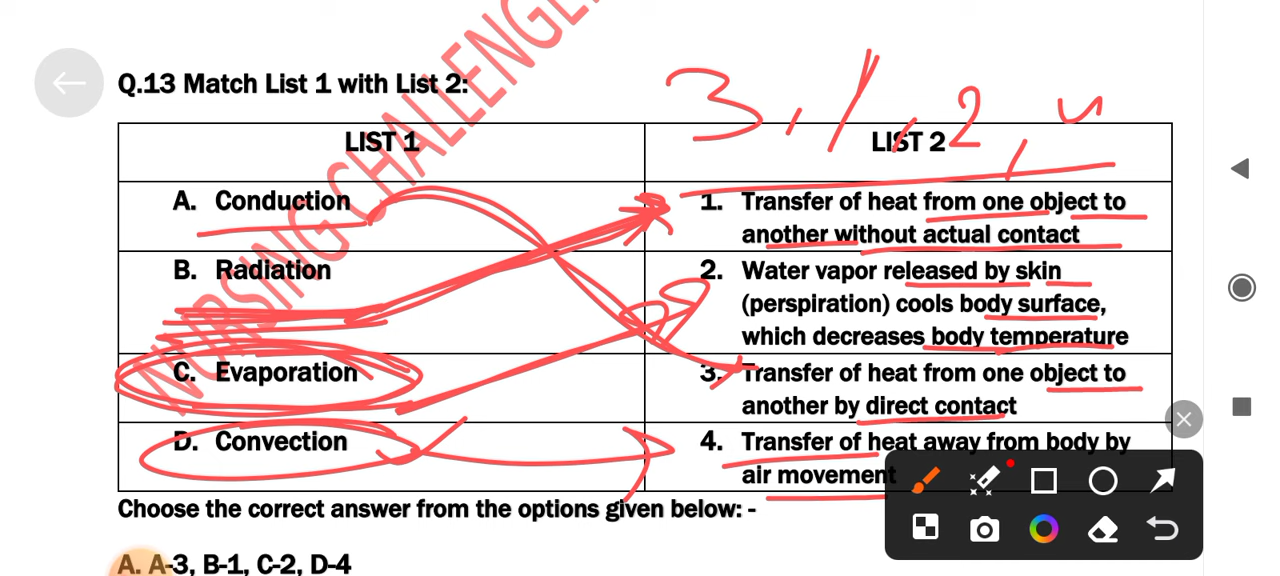 Q.13 Match List 1 with List 2:
3, 1, 2, 4
LIST 1
LIST 2
A. Conduction
1. Transfer of heat from one object to
another without actual contact
B. Radiation
2. Water vapor released by skin
(perspiration) cools body surface,
which decreases body temperature
C. Evaporation
3. Transfer of heat from one object to
another by direct contact
D. Convection
4. Transfer of heat away from body by
air movement
Choose the correct answer from the options given below: -
A. A-3, B-1, C-2, D-4
NURSING CHALLENGE